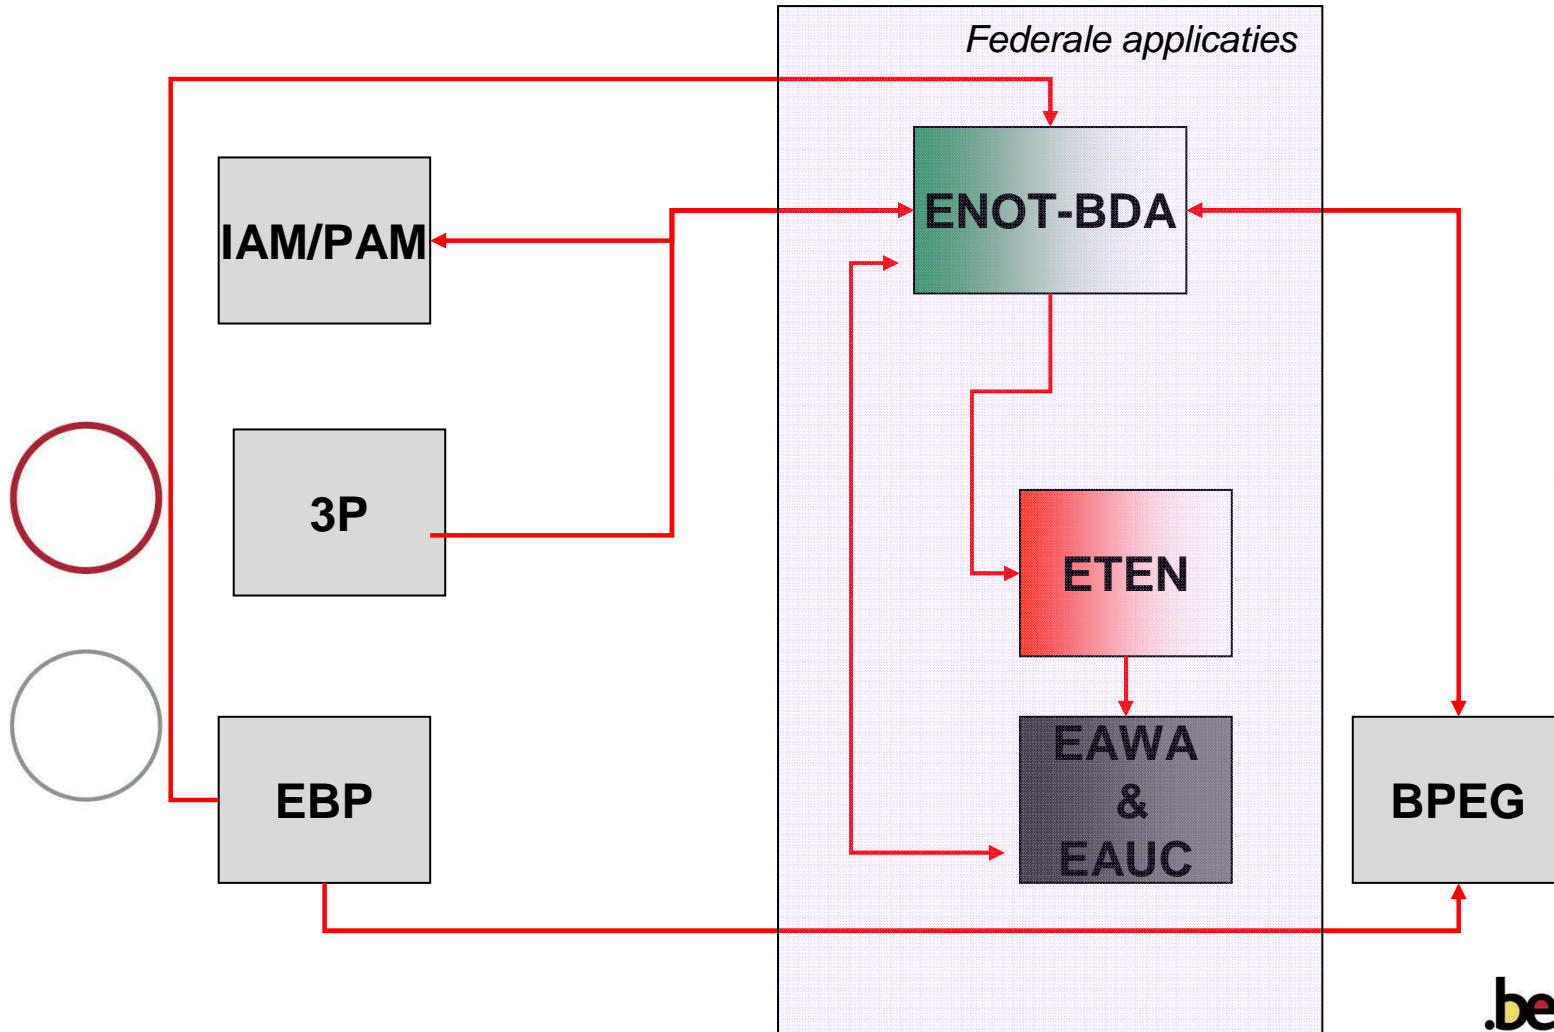 Federale applicaties
ENOT-BDA
IAM/PAM
3P
ETEN
EBP
EAWA
&
EAUC
BPEG
.be